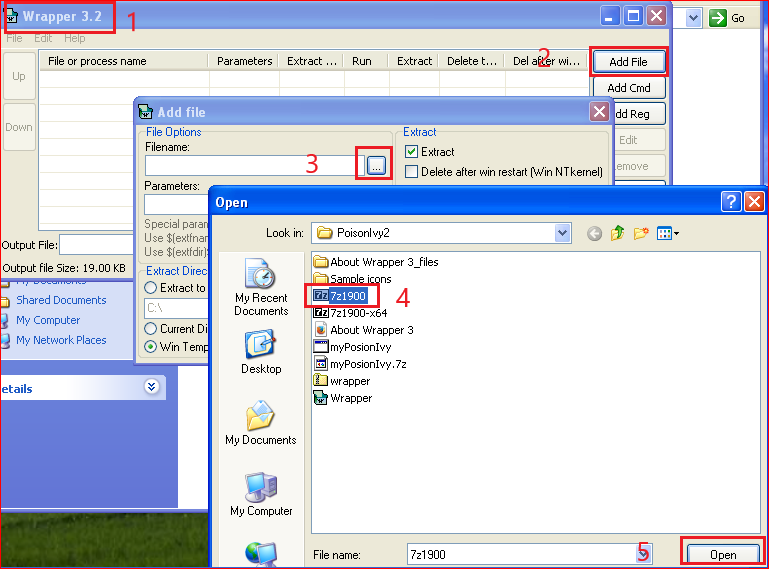 Wrapper 3.2
1
Go
File Edit Help
2
Up
Down
File or process name Parameters Extract ... Run Extract Delete t... Del after wi...
Add File
Add Cmd
dd Reg
Edit
emove
Add file
File Options
Filename:
3
...
Parameters:
Special param
Use $(extfnar
Use $(extfdir)
Extract Direc
Extract to
C:\
Current Di
Win Temp
Extract
Extract
Delete after win restart (Win NTkernel)
Output File:
Output file Size: 19.00 KB
My Documents
Shared Documents
My Computer
My Network Places
etails
Open
Look in: PoisonIvy2
My Recent Documents
Desktop
My Documents
My Computer
About Wrapper 3_files
Sample icons
7z1900
4
7z1900-x64
About Wrapper 3
myPosionIvy
myPosionIvy.7z
wrapper
Wrapper
File name: 7z1900
5
Open